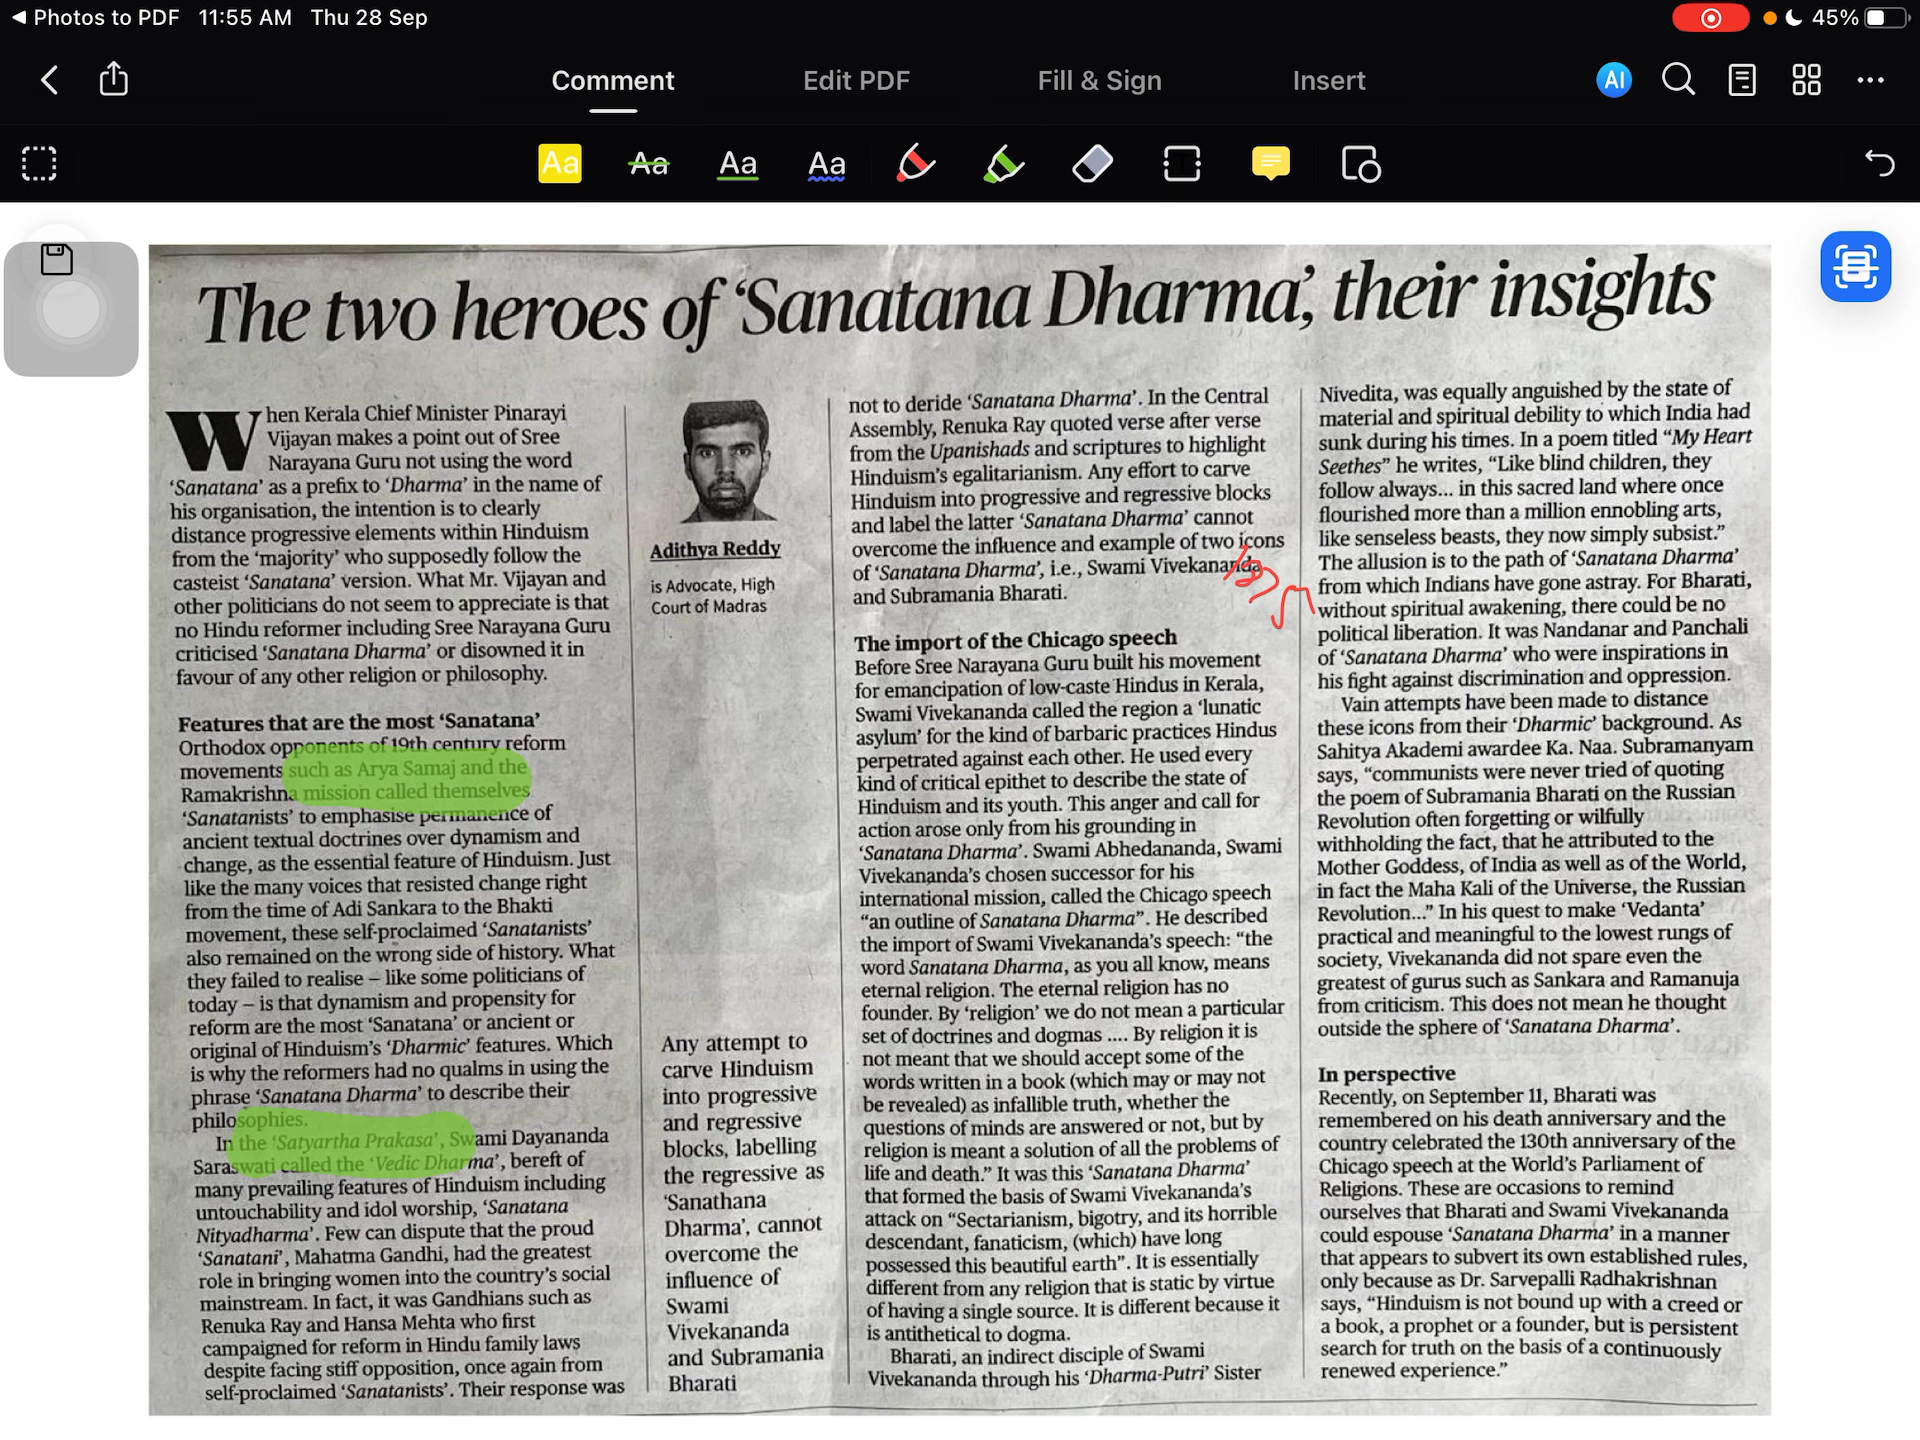 Photos to PDF 11:55 AM Thu 28 Sep
45%
Comment Edit PDF Fill & Sign Insert
AI
Aa Aa Aa Aa T
The two heroes of 'Sanatana Dharma', their insights
When Kerala Chief Minister Pinarayi
Vijayan makes a point out of Sree
Narayana Guru not using the word
'Sanatana' as a prefix to 'Dharma' in the name of
his organisation, the intention is to clearly
distance progressive elements within Hinduism
from the 'majority' who supposedly follow the
casteist 'Sanatana' version. What Mr. Vijayan and
other politicians do not seem to appreciate is that
no Hindu reformer including Sree Narayana Guru
criticised 'Sanatana Dharma' or disowned it in
favour of any other religion or philosophy.
Features that are the most 'Sanatana'
Orthodox opponents of 19th century reform
movements such as Arya Samaj and the
Ramakrishna mission called themselves
'Sanatanists' to emphasise permanence of
ancient textual doctrines over dynamism and
change, as the essential feature of Hinduism. Just
like the many voices that resisted change right
from the time of Adi Sankara to the Bhakti
movement, these self-proclaimed 'Sanatanists'
also remained on the wrong side of history. What
they failed to realise – like some politicians of
today – is that dynamism and propensity for
reform are the most 'Sanatana' or ancient or
original of Hinduism's 'Dharmic' features. Which
is why the reformers had no qualms in using the
phrase 'Sanatana Dharma' to describe their
philosophies.
In the 'Satyartha Prakasa', Swami Dayananda
Saraswati called the 'Vedic Dharma', bereft of
many prevailing features of Hinduism including
untouchability and idol worship, 'Sanatana
Nityadharma'. Few can dispute that the proud
'Sanatani', Mahatma Gandhi, had the greatest
role in bringing women into the country's social
mainstream. In fact, it was Gandhians such as
Renuka Ray and Hansa Mehta who first
campaigned for reform in Hindu family laws
despite facing stiff opposition, once again from
self-proclaimed 'Sanatanists'. Their response was
Adithya Reddy
is Advocate, High
Court of Madras
Any attempt to
carve Hinduism
into progressive
and regressive
blocks, labelling
the regressive as
'Sanathana
Dharma', cannot
overcome the
influence of
Swami
Vivekananda
and Subramania
Bharati
not to deride 'Sanatana Dharma'. In the Central
Assembly, Renuka Ray quoted verse after verse
from the Upanishads and scriptures to highlight
Hinduism's egalitarianism. Any effort to carve
Hinduism into progressive and regressive blocks
and label the latter 'Sanatana Dharma' cannot
overcome the influence and example of two icons
of 'Sanatana Dharma', i.e., Swami Vivekananda
and Subramania Bharati.
The import of the Chicago speech
Before Sree Narayana Guru built his movement
for emancipation of low-caste Hindus in Kerala,
Swami Vivekananda called the region a 'lunatic
asylum' for the kind of barbaric practices Hindus
perpetrated against each other. He used every
kind of critical epithet to describe the state of
Hinduism and its youth. This anger and call for
action arose only from his grounding in
'Sanatana Dharma'. Swami Abhedananda, Swami
Vivekananda's chosen successor for his
international mission, called the Chicago speech
"an outline of Sanatana Dharma". He described
the import of Swami Vivekananda's speech: "the
word Sanatana Dharma, as you all know, means
eternal religion. The eternal religion has no
founder. By 'religion' we do not mean a particular
set of doctrines and dogmas .... By religion it is
not meant that we should accept some of the
words written in a book (which may or may not
be revealed) as infallible truth, whether the
questions of minds are answered or not, but by
religion is meant a solution of all the problems of
life and death." It was this 'Sanatana Dharma'
that formed the basis of Swami Vivekananda's
attack on "Sectarianism, bigotry, and its horrible
descendant, fanaticism, (which) have long
possessed this beautiful earth". It is essentially
different from any religion that is static by virtue
of having a single source. It is different because it
is antithetical to dogma.
Bharati, an indirect disciple of Swami
Vivekananda through his 'Dharma-Putri' Sister
Nivedita, was equally anguished by the state of
material and spiritual debility to which India had
sunk during his times. In a poem titled "My Heart
Seethes" he writes, "Like blind children, they
follow always... in this sacred land where once
flourished more than a million ennobling arts,
like senseless beasts, they now simply subsist."
The allusion is to the path of 'Sanatana Dharma'
from which Indians have gone astray. For Bharati,
without spiritual awakening, there could be no
political liberation. It was Nandanar and Panchali
of 'Sanatana Dharma' who were inspirations in
his fight against discrimination and oppression.
Vain attempts have been made to distance
these icons from their 'Dharmic' background. As
Sahitya Akademi awardee Ka. Naa. Subramanyam
says, "communists were never tried of quoting
the poem of Subramania Bharati on the Russian
Revolution often forgetting or wilfully
withholding the fact, that he attributed to the
Mother Goddess, of India as well as of the World,
in fact the Maha Kali of the Universe, the Russian
Revolution..." In his quest to make 'Vedanta'
practical and meaningful to the lowest rungs of
society, Vivekananda did not spare even the
greatest of gurus such as Sankara and Ramanuja
from criticism. This does not mean he thought
outside the sphere of 'Sanatana Dharma'.
In perspective
Recently, on September 11, Bharati was
remembered on his death anniversary and the
country celebrated the 130th anniversary of the
Chicago speech at the World's Parliament of
Religions. These are occasions to remind
ourselves that Bharati and Swami Vivekananda
could espouse 'Sanatana Dharma' in a manner
that appears to subvert its own established rules,
only because as Dr. Sarvepalli Radhakrishnan
says, "Hinduism is not bound up with a creed or
a book, a prophet or a founder, but is persistent
search for truth on the basis of a continuously
renewed experience."